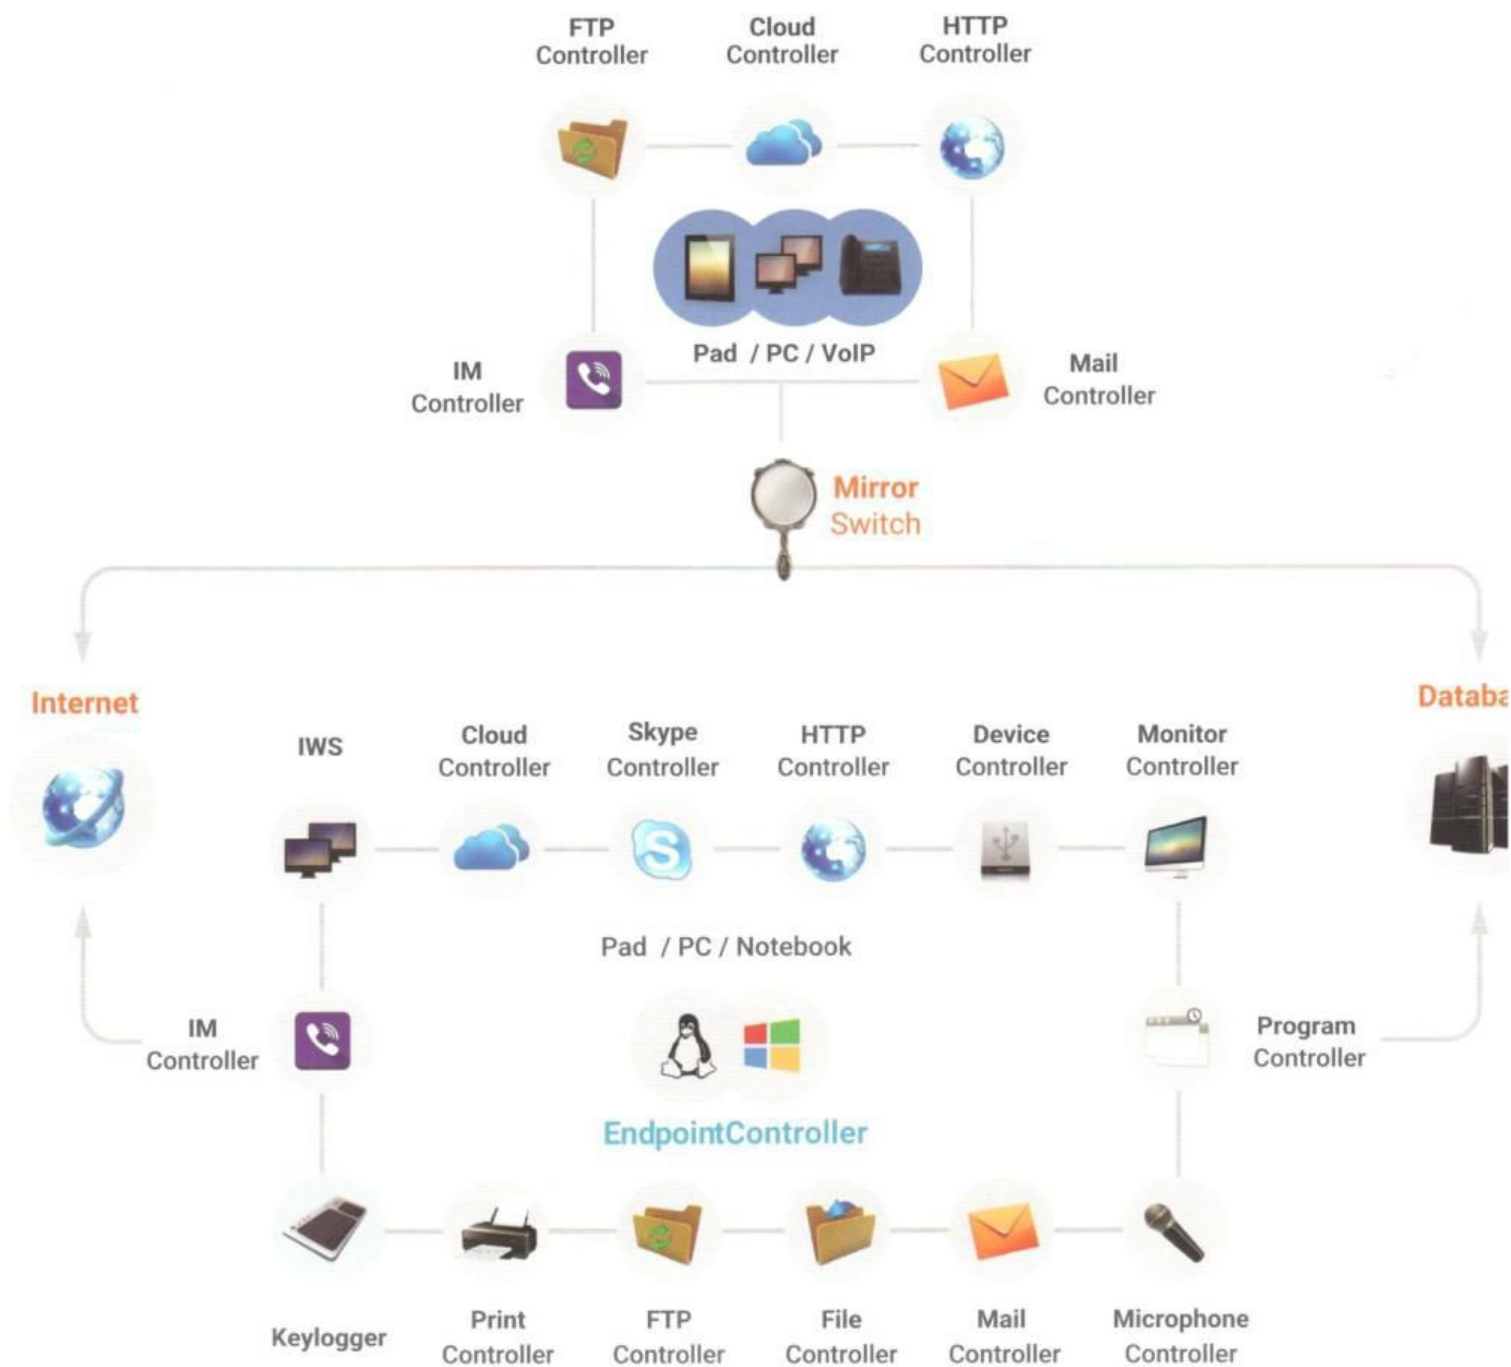 FTP
Controller
Cloud
Controller
HTTP
Controller
Pad / PC / VoIP
IM
Controller
Mail
Controller
Mirror
Switch
Internet
Databa
IWS
Cloud
Controller
Skype
Controller
HTTP
Controller
Device
Controller
Monitor
Controller
Pad / PC / Notebook
IM
Controller
Program
Controller
EndpointController
Keylogger
Print
Controller
FTP
Controller
File
Controller
Mail
Controller
Microphone
Controller